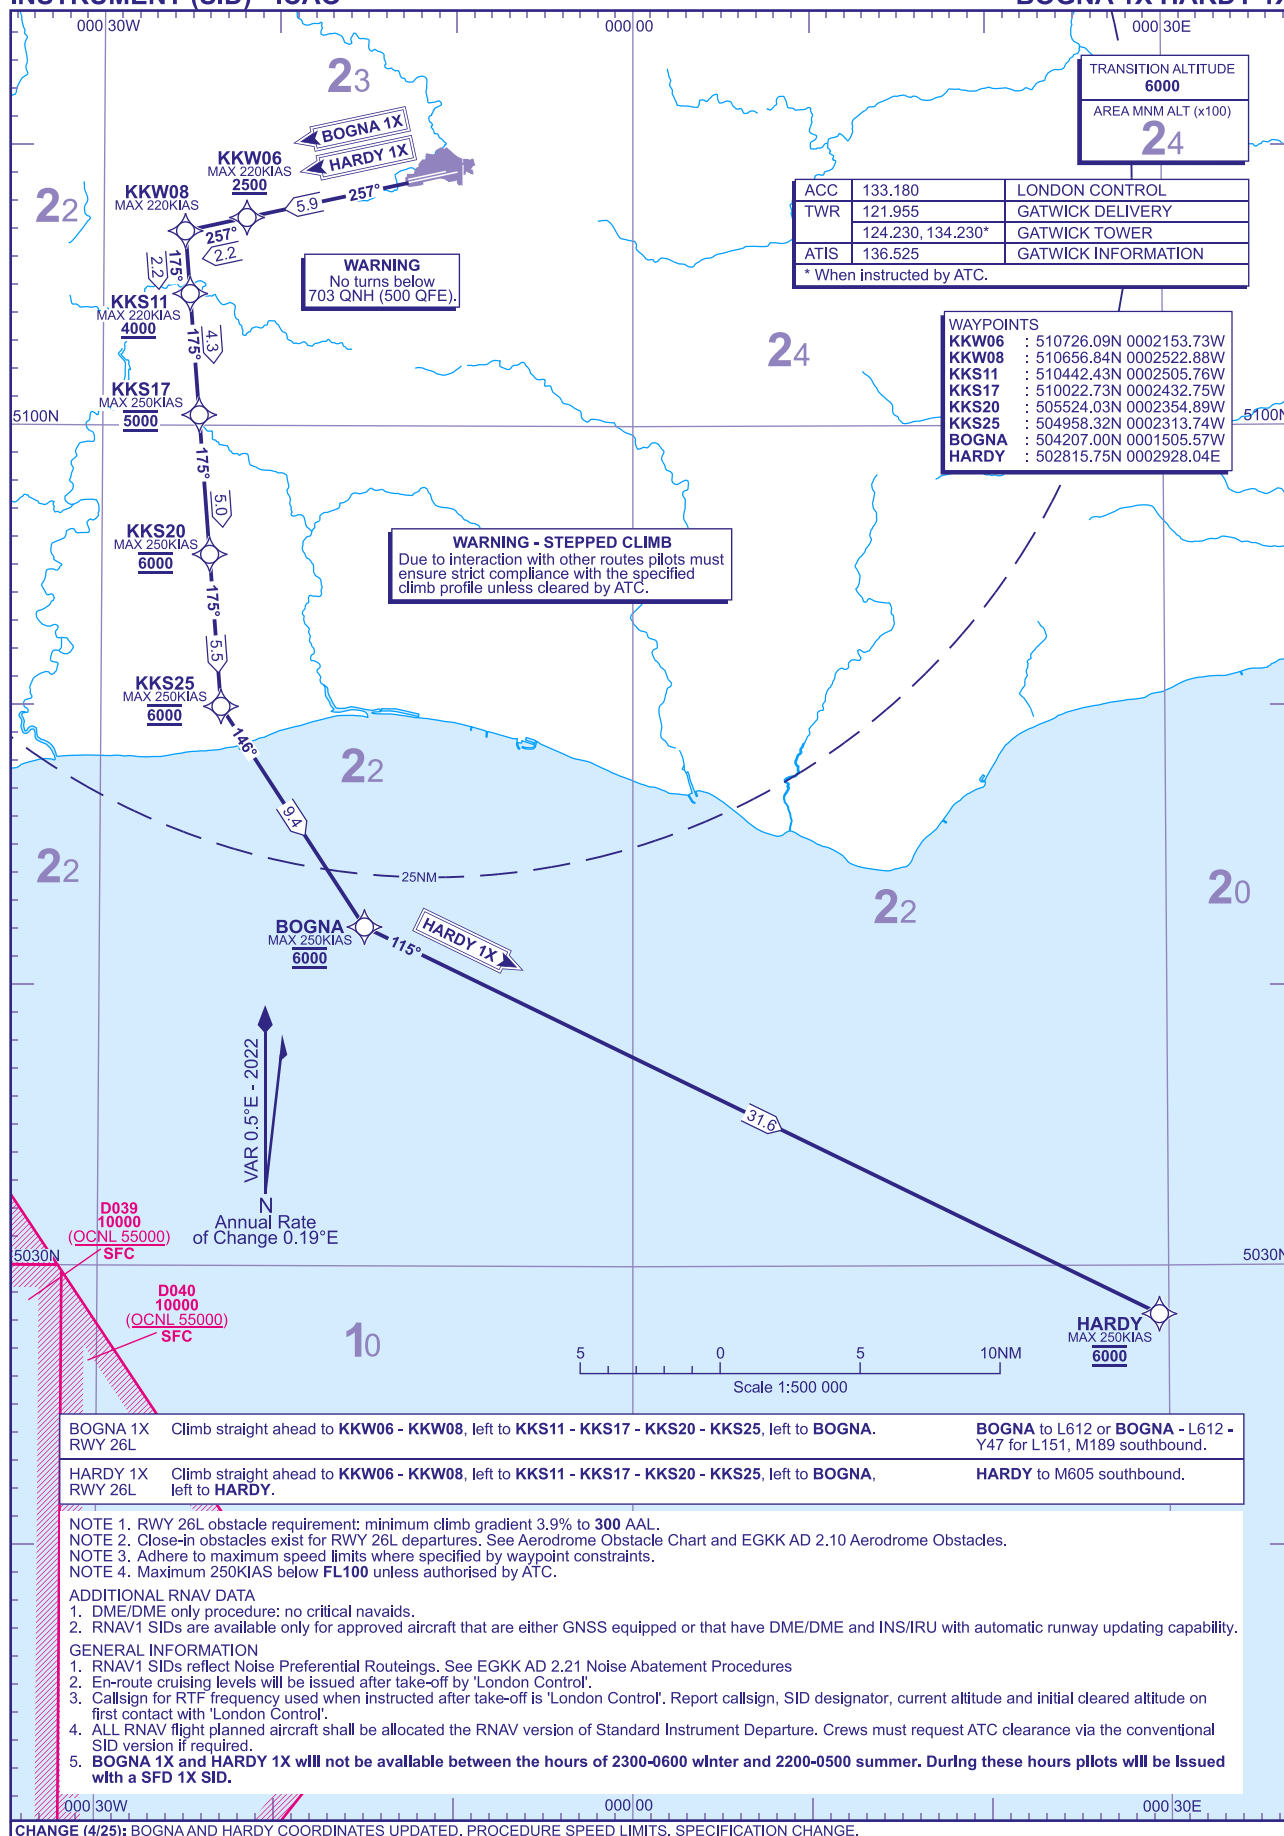 INSTRUMENT (SID) - ICAO
BOGNA 1X HARDY 1X
000 30W
000 00
000 30E
23
TRANSITION ALTITUDE
6000
AREA MNM ALT (x100)
24
BOGNA 1X
HARDY 1X
KKW06
MAX 220KIAS
2500
257°
5.9
KKW08
MAX 220KIAS
22
257°
2.2
175°
2.2
ACC 133.180 LONDON CONTROL
TWR 121.955 GATWICK DELIVERY
124.230, 134.230* GATWICK TOWER
ATIS 136.525 GATWICK INFORMATION
* When instructed by ATC.
WARNING
No turns below
703 QNH (500 QFE).
KKS11
MAX 220KIAS
4000
175°
4.3
24
WAYPOINTS
KKW06 : 510726.09N 0002153.73W
KKW08 : 510656.84N 0002522.88W
KKS11 : 510442.43N 0002505.76W
KKS17 : 510022.73N 0002432.75W
KKS20 : 505524.03N 0002354.89W
KKS25 : 504958.32N 0002313.74W
BOGNA : 504207.00N 0001505.57W
HARDY : 502815.75N 0002928.04E
KKS17
MAX 250KIAS
5000
5100N
5100N
175°
5.0
KKS20
MAX 250KIAS
6000
WARNING - STEPPED CLIMB
Due to interaction with other routes pilots must
ensure strict compliance with the specified
climb profile unless cleared by ATC.
175°
5.5
KKS25
MAX 250KIAS
6000
146°
22
9.4
22
25NM
22
20
BOGNA
MAX 250KIAS
6000
115°
HARDY 1X
VAR 0.5°E - 2022
N
Annual Rate
of Change 0.19°E
31.6
D039
10000
(OCNL 55000)
SFC
5030N
5030N
D040
10000
(OCNL 55000)
SFC
10
HARDY
MAX 250KIAS
6000
5 0 5 10NM
Scale 1:500 000
BOGNA 1X Climb straight ahead to KKW06 - KKW08, left to KKS11 - KKS17 - KKS20 - KKS25, left to BOGNA. BOGNA to L612 or BOGNA - L612 -
RWY 26L Y47 for L151, M189 southbound.
HARDY 1X Climb straight ahead to KKW06 - KKW08, left to KKS11 - KKS17 - KKS20 - KKS25, left to BOGNA, HARDY to M605 southbound.
RWY 26L left to HARDY.
NOTE 1. RWY 26L obstacle requirement: minimum climb gradient 3.9% to 300 AAL.
NOTE 2. Close-in obstacles exist for RWY 26L departures. See Aerodrome Obstacle Chart and EGKK AD 2.10 Aerodrome Obstacles.
NOTE 3. Adhere to maximum speed limits where specified by waypoint constraints.
NOTE 4. Maximum 250KIAS below FL100 unless authorised by ATC.
ADDITIONAL RNAV DATA
1. DME/DME only procedure: no critical navaids.
2. RNAV1 SIDs are available only for approved aircraft that are either GNSS equipped or that have DME/DME and INS/IRU with automatic runway updating capability.
GENERAL INFORMATION
1. RNAV1 SIDs reflect Noise Preferential Routeings. See EGKK AD 2.21 Noise Abatement Procedures
2. En-route cruising levels will be issued after take-off by 'London Control'.
3. Callsign for RTF frequency used when instructed after take-off is 'London Control'. Report callsign, SID designator, current altitude and initial cleared altitude on
first contact with 'London Control'.
4. ALL RNAV flight planned aircraft shall be allocated the RNAV version of Standard Instrument Departure. Crews must request ATC clearance via the conventional
SID version if required.
5. BOGNA 1X and HARDY 1X will not be available between the hours of 2300-0600 winter and 2200-0500 summer. During these hours pilots will be issued
with a SFD 1X SID.
000 30W
000 00
000 30E
CHANGE (4/25): BOGNA AND HARDY COORDINATES UPDATED. PROCEDURE SPEED LIMITS. SPECIFICATION CHANGE.